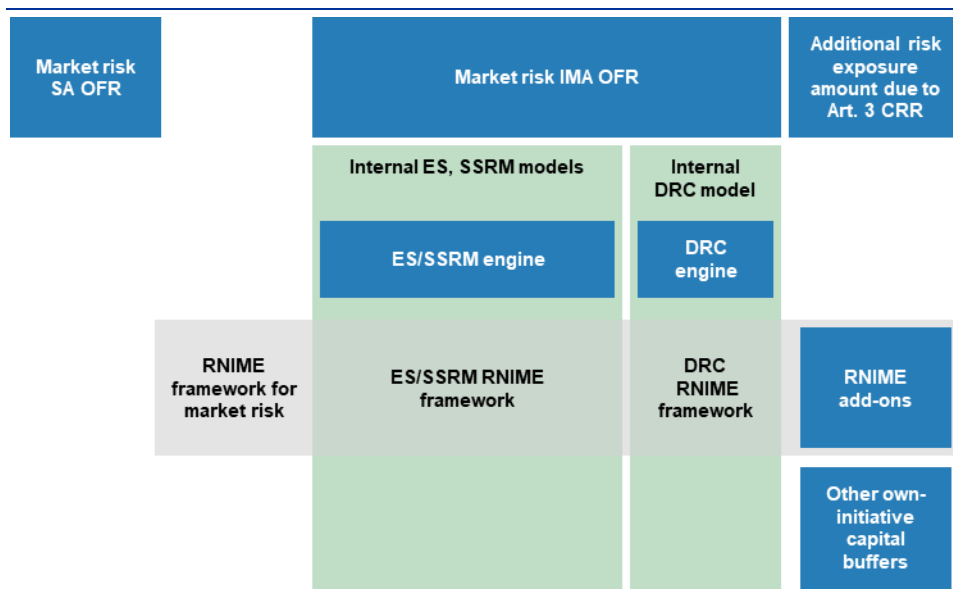 Market risk
SA OFR
Market risk IMA OFR
Additional risk
exposure
amount due to
Art. 3 CRR
Internal ES, SSRM models
Internal
DRC model
ES/SSRM engine
DRC
engine
RNIME
framework for
market risk
ES/SSRM RNIME
framework
DRC
RNIME
framework
RNIME
add-ons
Other own-
initiative
capital
buffers